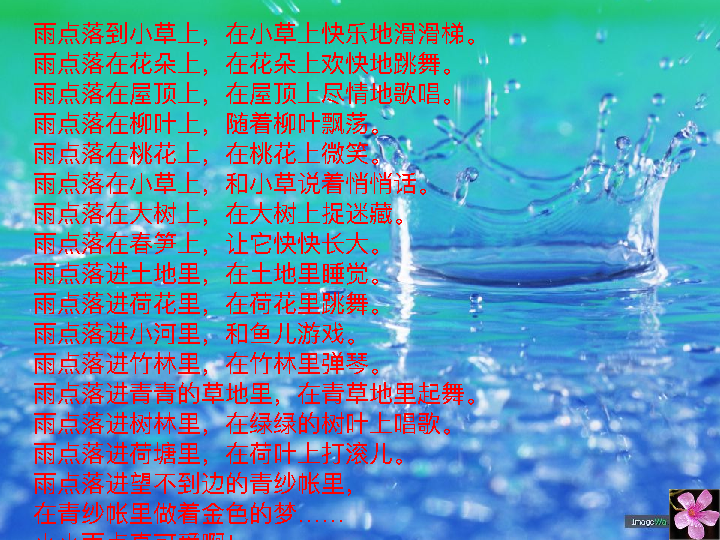 雨点落到小草上，在小草上快乐地滑滑梯。
雨点落在花朵上，在花朵上欢快地跳舞。
雨点落在屋顶上，在屋顶上尽情地歌唱。
雨点落在柳叶上，随着柳叶飘荡。
雨点落在桃花上，在桃花上微笑。
雨点落在小草上，和小草说着悄悄话。
雨点落在大树上，在大树上捉迷藏。
雨点落在春笋上，让它快快长大。
雨点落进土地里，在土地里睡觉。
雨点落进荷花里，在荷花里跳舞。
雨点落进小河里，和鱼儿游戏。
雨点落进竹林里，在竹林里弹琴。
雨点落进青青的草地里，在青草地里起舞。
雨点落进树林里，在绿绿的树叶上唱歌。
雨点落进荷塘里，在荷叶上打滚儿。
雨点落进望不到边的青纱帐里，
在青纱帐里做着金色的梦……